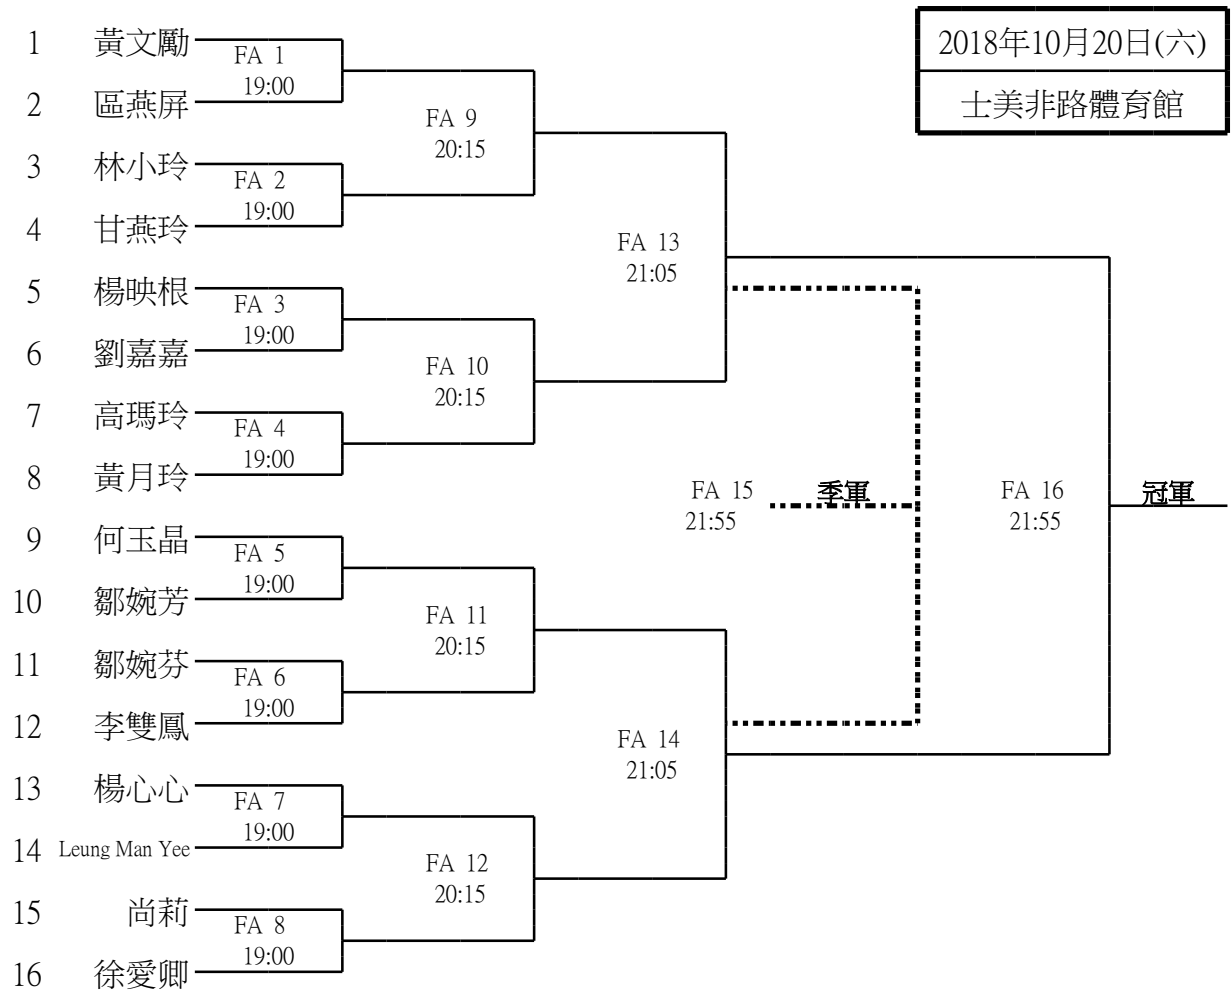 2018年10月20日(六)
士美非路體育館
1 黃文勵
FA 1
19:00
2 區燕屏
FA 9
20:15
3 林小玲
FA 2
19:00
4 甘燕玲
FA 13
21:05
5 楊映根
FA 3
19:00
6 劉嘉嘉
FA 10
20:15
7 高瑪玲
FA 4
19:00
8 黃月玲
FA 15 季軍
21:55
FA 16 冠軍
21:55
9 何玉晶
FA 5
19:00
10 鄒婉芳
FA 11
20:15
11 鄒婉芬
FA 6
19:00
12 李雙鳳
FA 14
21:05
13 楊心心
FA 7
19:00
14 Leung Man Yee
FA 12
20:15
15 尚莉
FA 8
19:00
16 徐愛卿